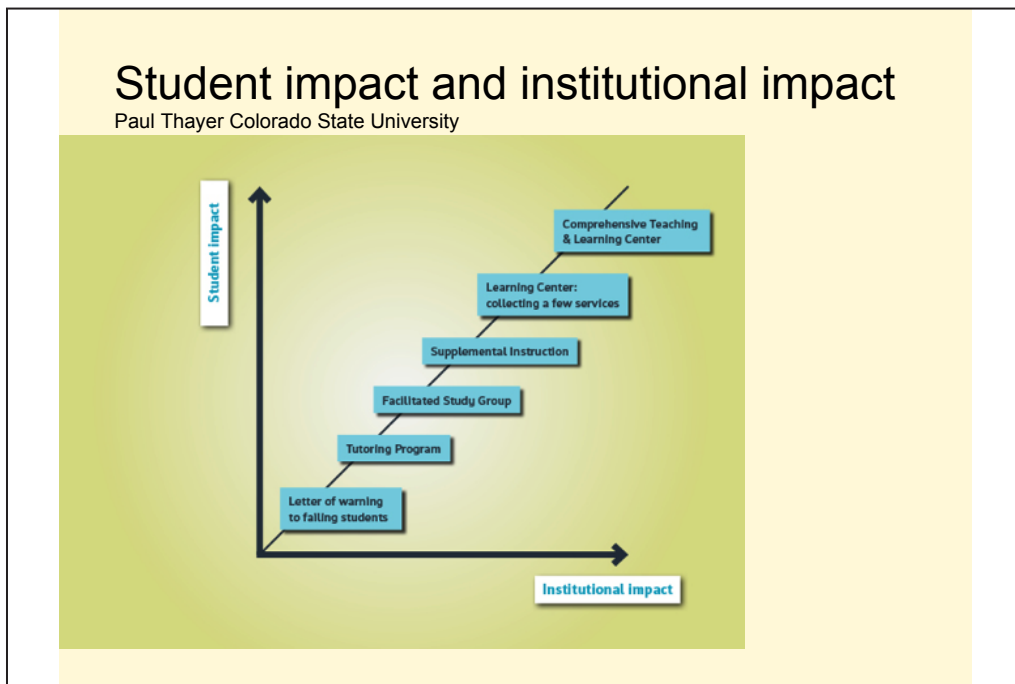 Student impact and institutional impact
Paul Thayer Colorado State University
Student impact
Comprehensive Teaching
& Learning Center
Learning Center:
collecting a few services
Supplemental Instruction
Facilitated Study Group
Tutoring Program
Letter of warning
to failing students
Institutional impact